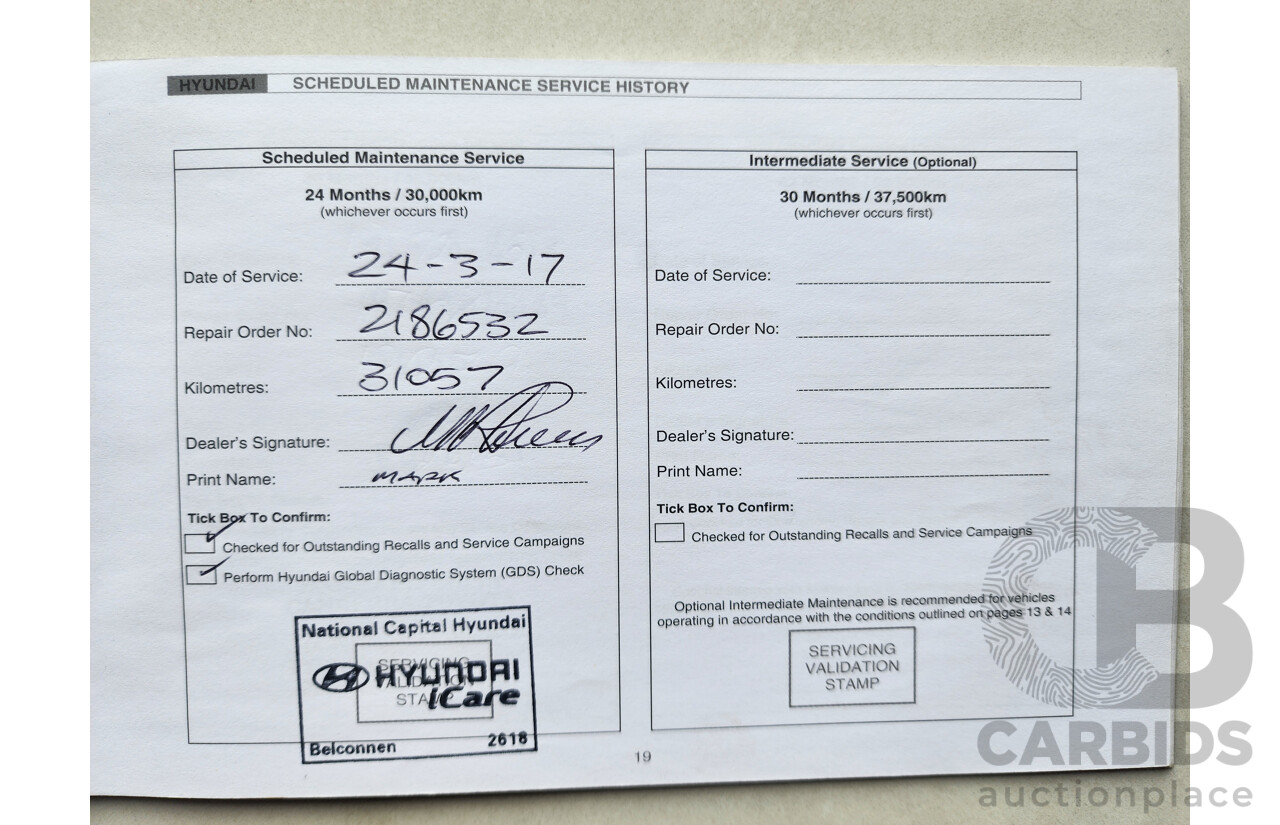 HYUNDAI SCHEDULED MAINTENANCE SERVICE HISTORY
Scheduled Maintenance Service
24 Months / 30,000km
(whichever occurs first)
Date of Service: 24-3-17
Repair Order No: 2186532
Kilometres: 31057
Dealer's Signature:
Print Name: MARK
Tick Box To Confirm:
Checked for Outstanding Recalls and Service Campaigns
Perform Hyundai Global Diagnostic System (GDS) Check
National Capital Hyundai
SERVICING
VALIDATION
STAMP
HYUNDAI
iCare
Belconnen 2618
Intermediate Service (Optional)
30 Months / 37,500km
(whichever occurs first)
Date of Service:
Repair Order No:
Kilometres:
Dealer's Signature:
Print Name:
Tick Box To Confirm:
Checked for Outstanding Recalls and Service Campaigns
Optional Intermediate Maintenance is recommended for vehicles
operating in accordance with the conditions outlined on pages 13 & 14
SERVICING
VALIDATION
STAMP
19
CB
CARBIDS
auctionplace